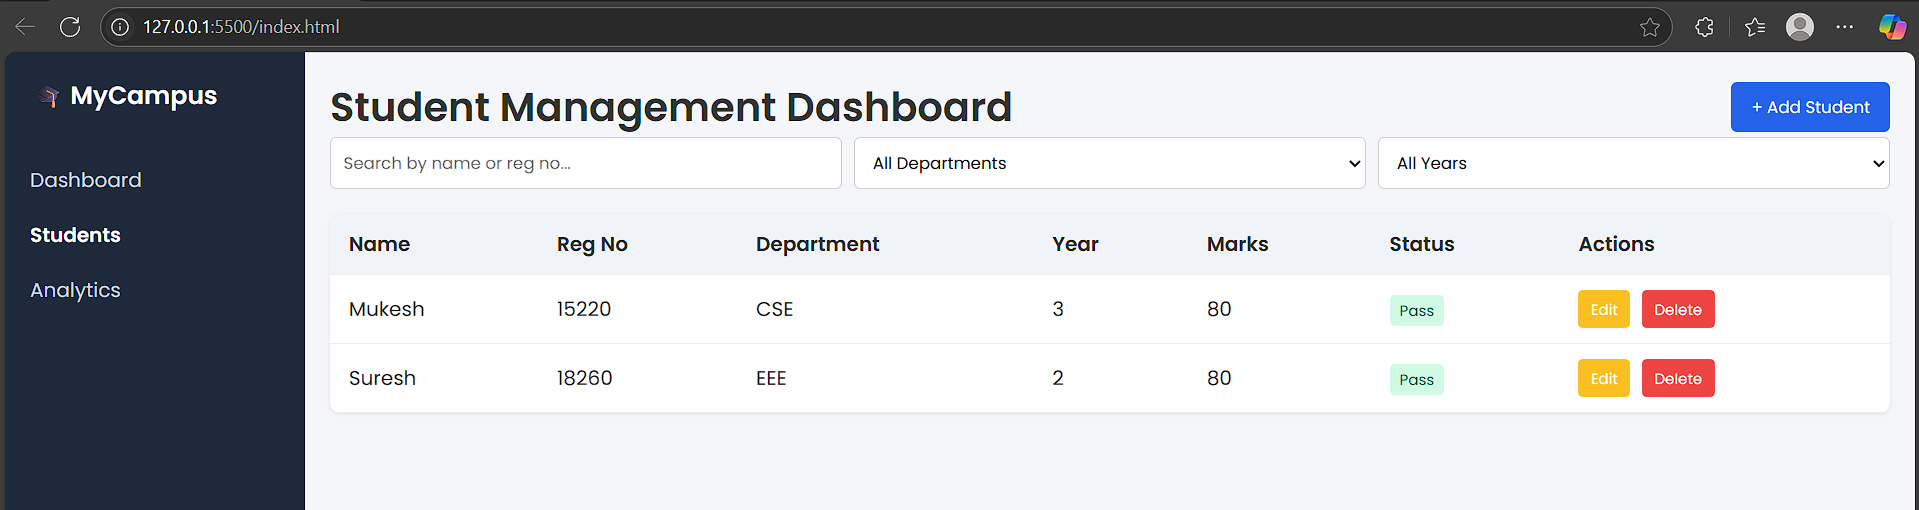 127.0.0.1:5500/index.html
MyCampus
Dashboard
Students
Analytics
Student Management Dashboard
+ Add Student
Search by name or reg no...
All Departments
All Years
Name Reg No Department Year Marks Status Actions
Mukesh 15220 CSE 3 80 Pass Edit Delete
Suresh 18260 EEE 2 80 Pass Edit Delete